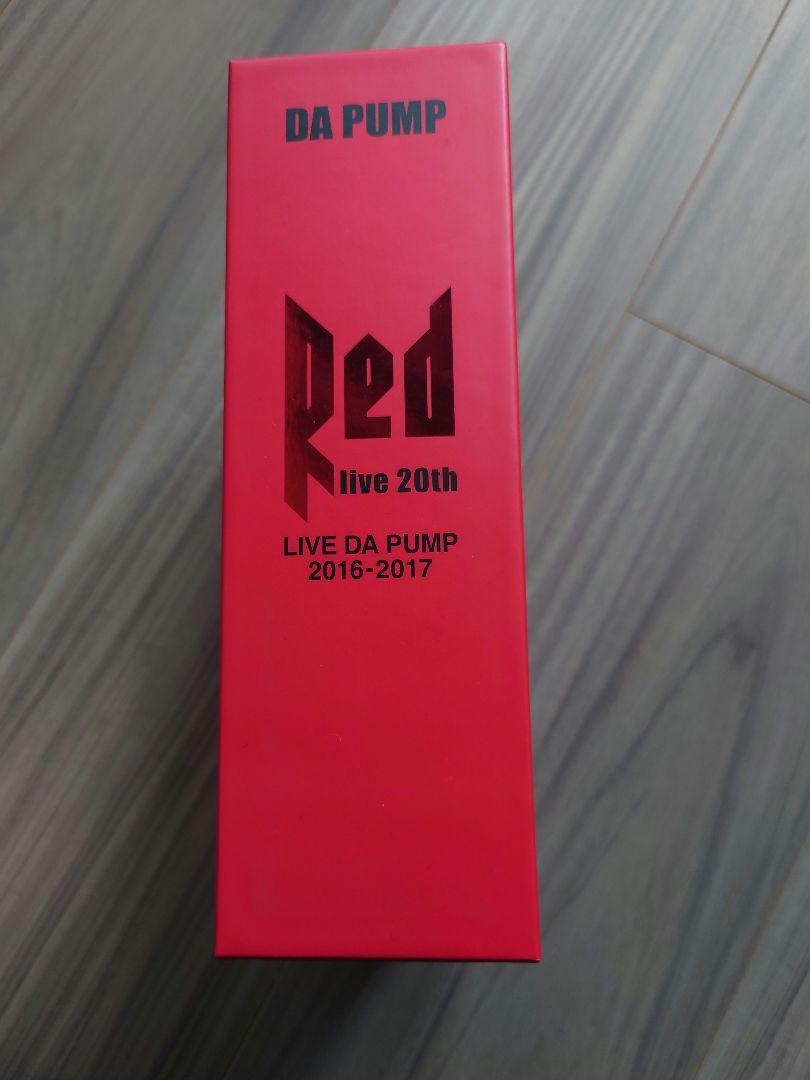 DA PUMP
Red
live 20th
LIVE DA PUMP
2016-2017